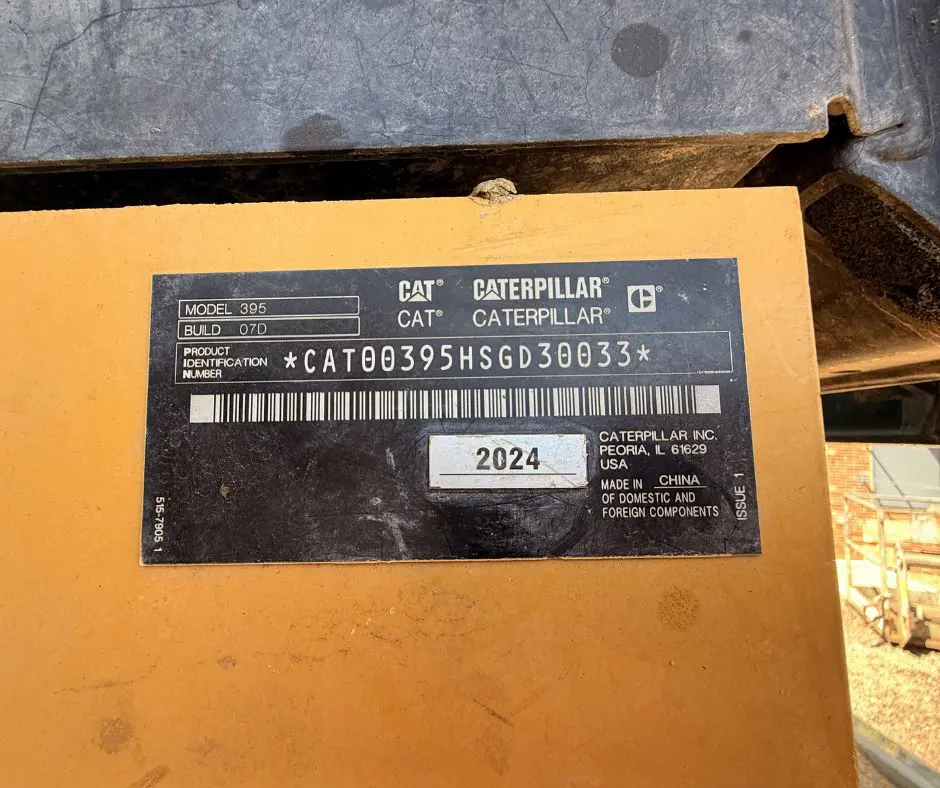 MODEL 395
BUILD 07D
CAT® CATERPILLAR®
CAT® CATERPILLAR®
PRODUCT
IDENTIFICATION
NUMBER
*CAT00395HSGD30033*
2024
CATERPILLAR INC.
PEORIA, IL 61629
USA
MADE IN CHINA
OF DOMESTIC AND
FOREIGN COMPONENTS
ISSUE 1
515-7905 1